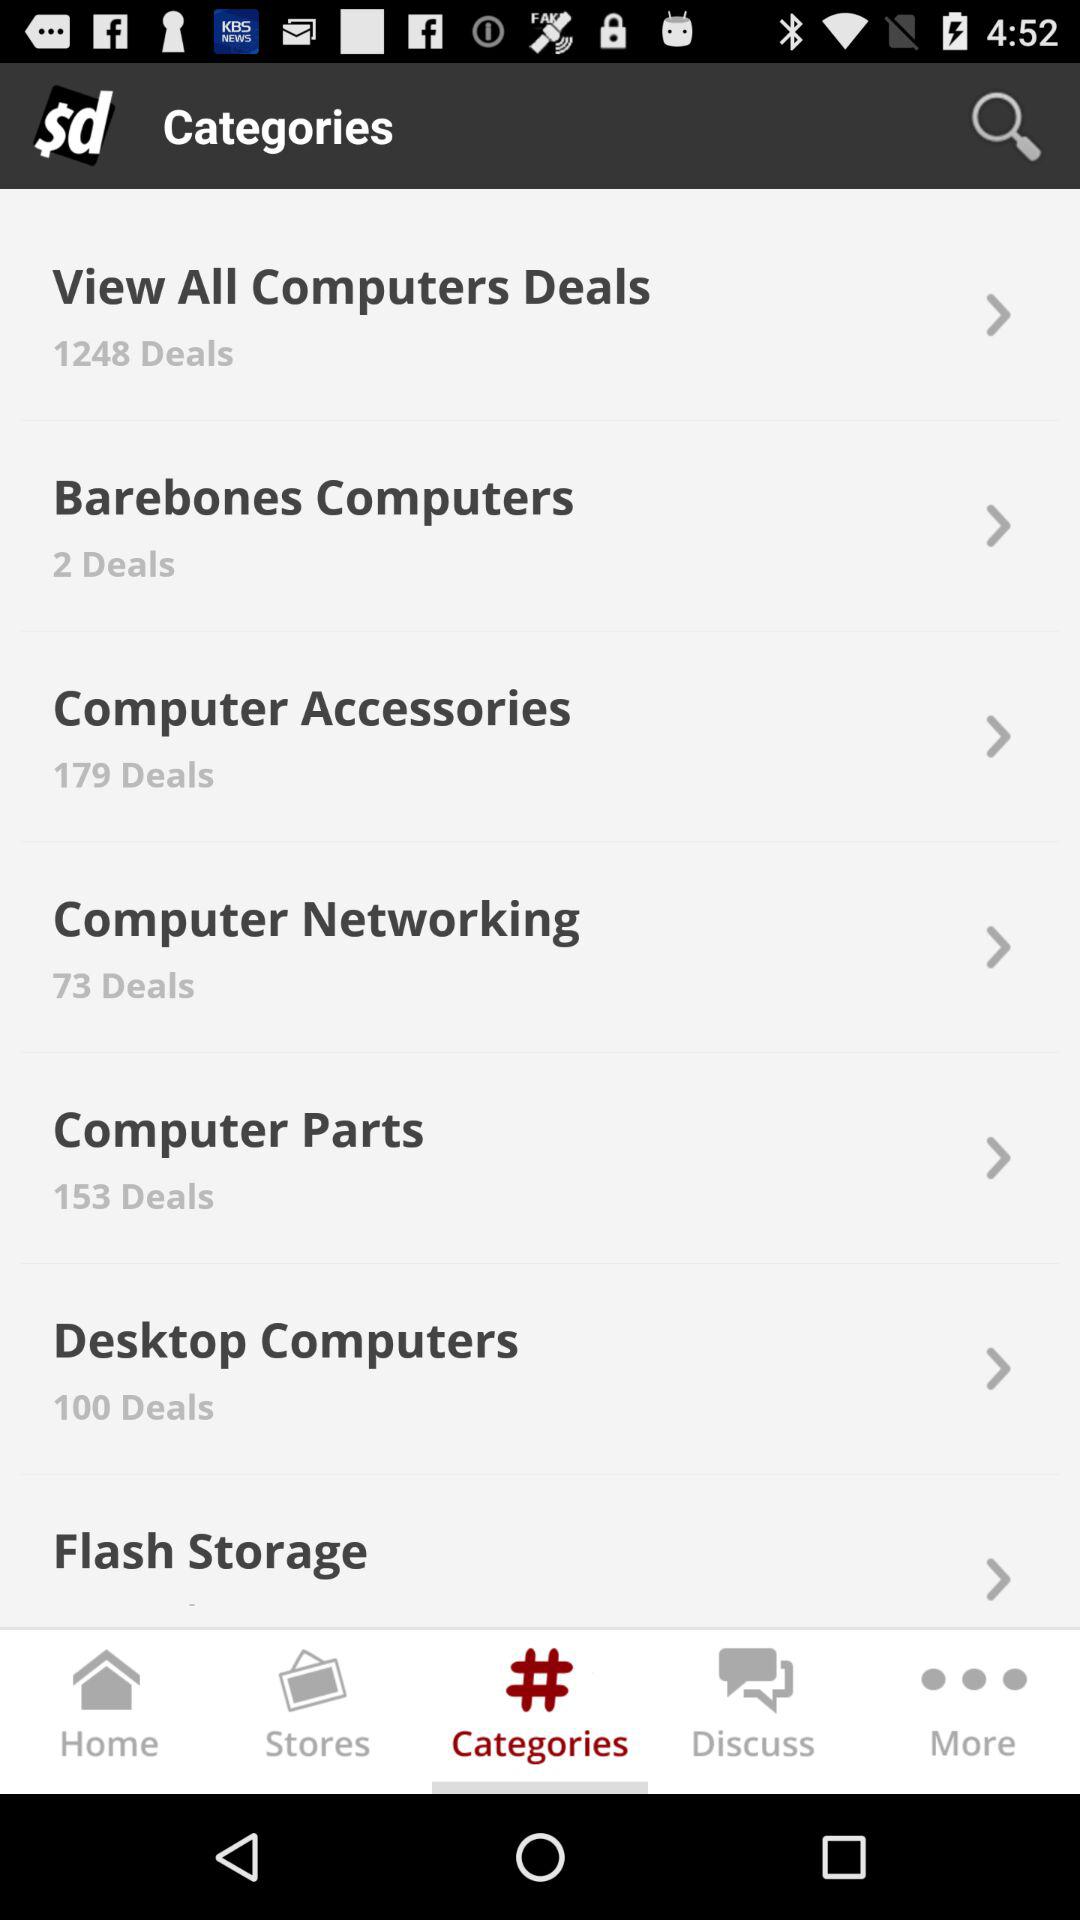 KBS
NEWS
FAKE
4:52
$d
Categories
View All Computers Deals
1248 Deals
Barebones Computers
2 Deals
Computer Accessories
179 Deals
Computer Networking
73 Deals
Computer Parts
153 Deals
Desktop Computers
100 Deals
Flash Storage
Home
Stores
Categories
Discuss
More